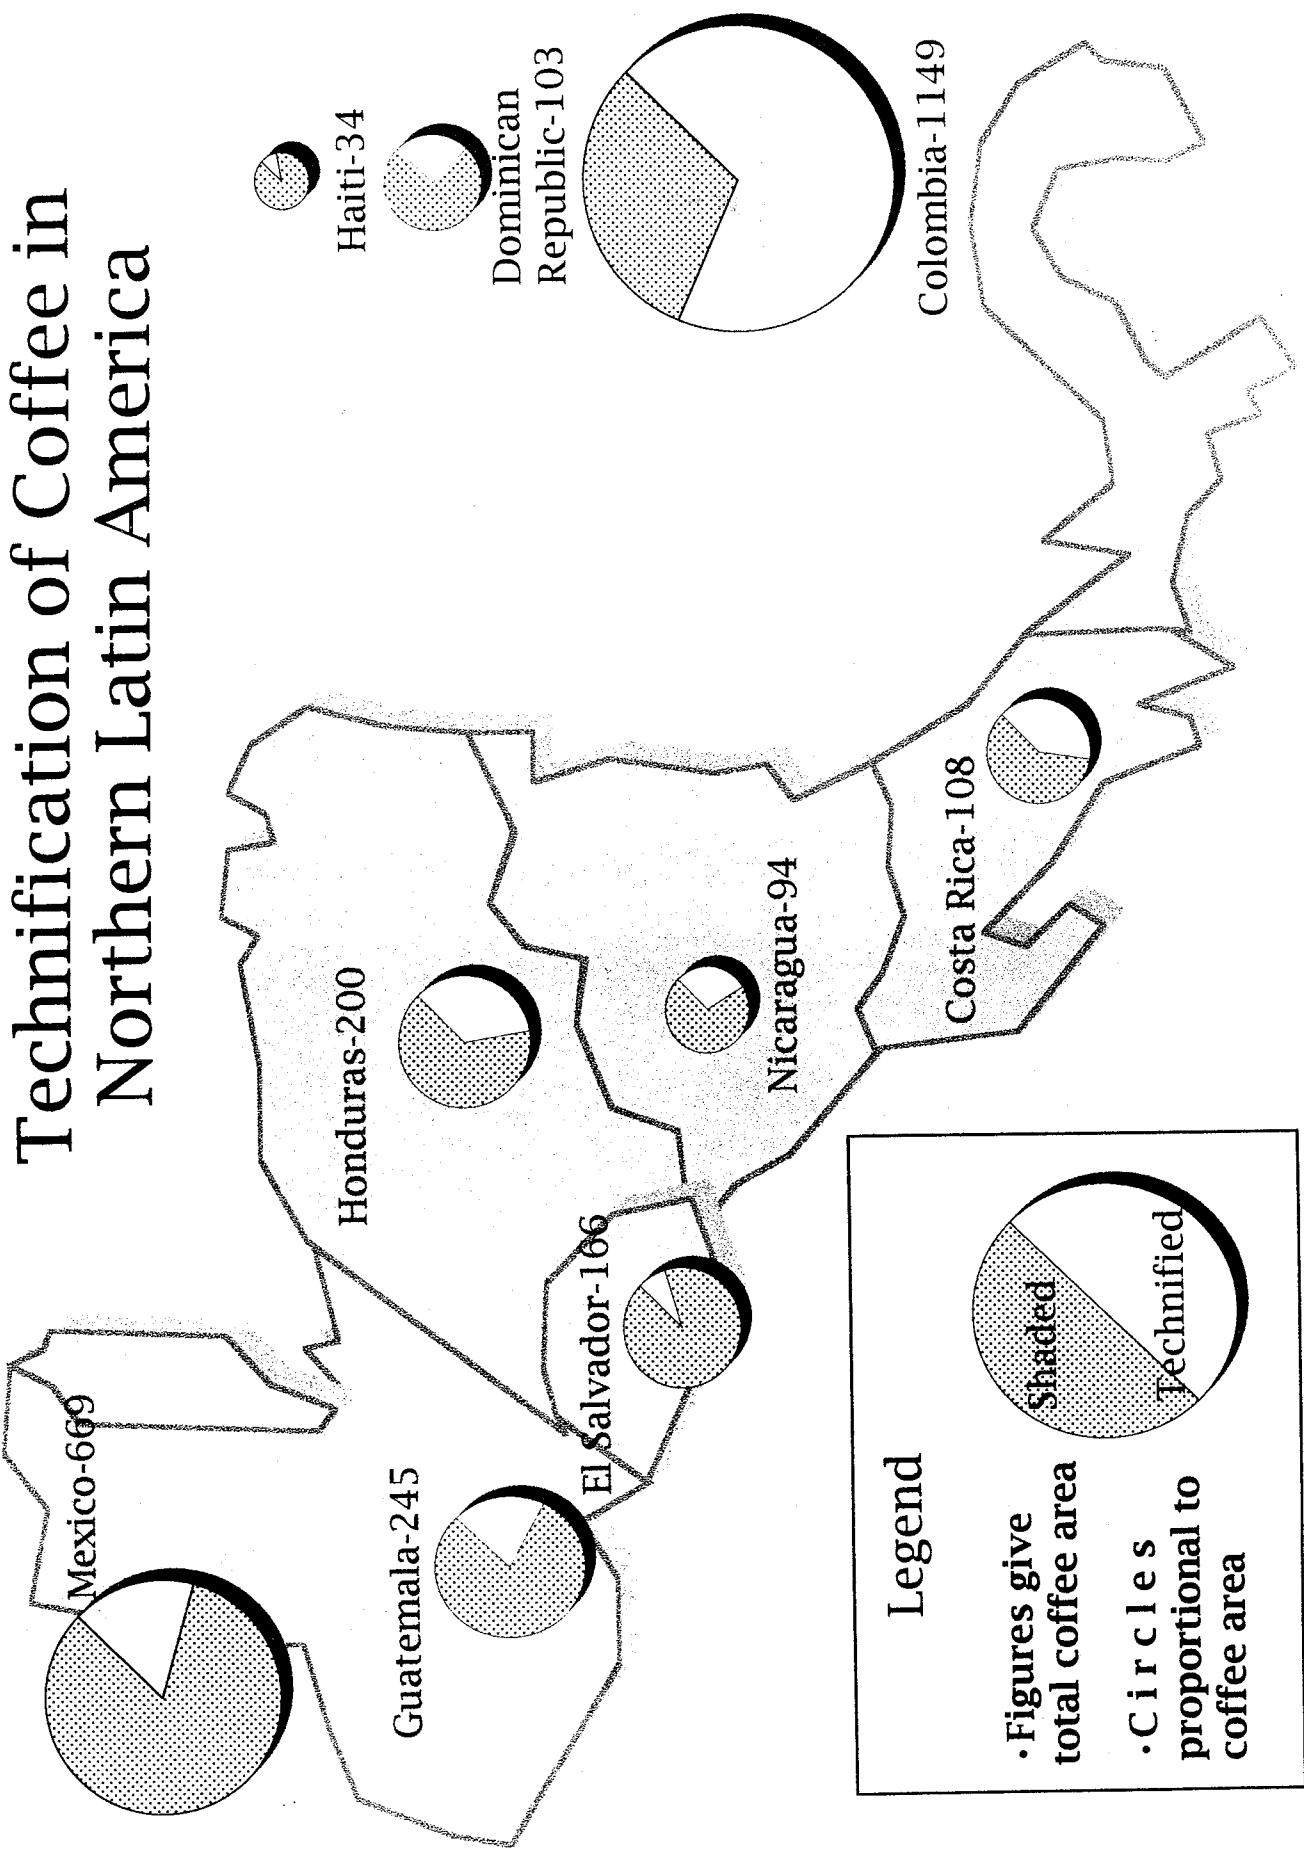 Technification of Coffee in
Northern Latin America
Mexico-669
Guatemala-245
Honduras-200
El Salvador-166
Nicaragua-94
Costa Rica-108
Haiti-34
Dominican
Republic-103
Colombia-1149
Legend
·Figures give
total coffee area
·Circles
proportional to
coffee area
Shaded
Technified